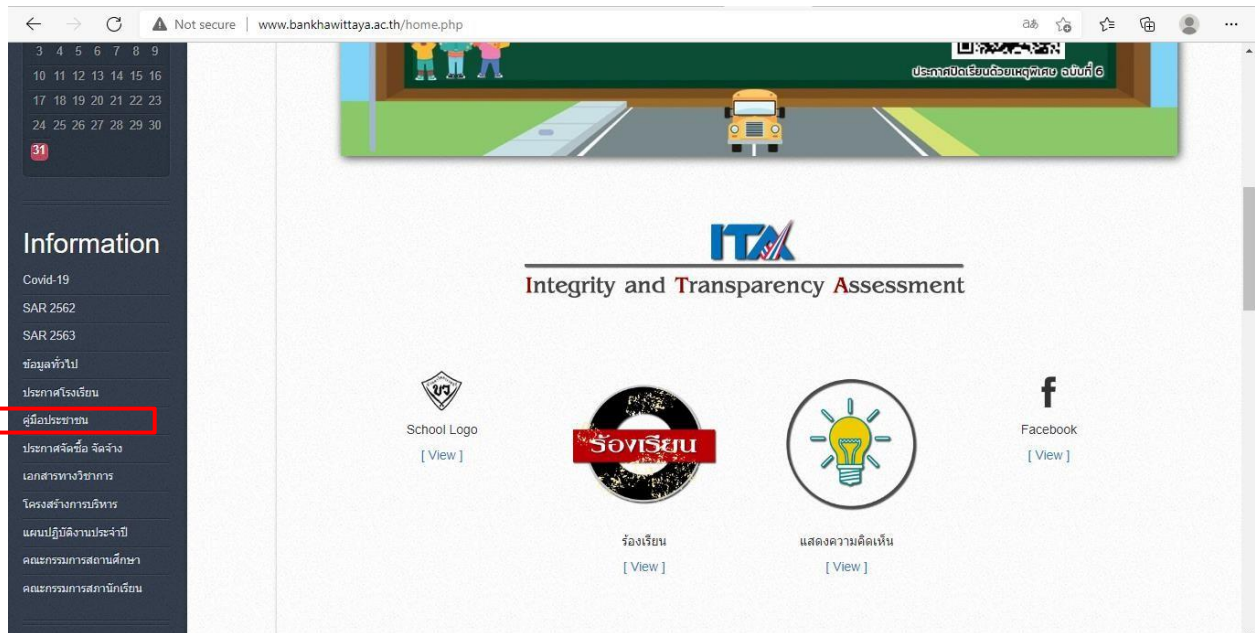 Not secure | www.bankhawittaya.ac.th/home.php
3 4 5 6 7 8 9
10 11 12 13 14 15 16
17 18 19 20 21 22 23
24 25 26 27 28 29 30
31
ประกาศปิดเรียนด้วยเหตุพิเศษ ฉบับที่ 6
Information
Covid-19
SAR 2562
SAR 2563
ข้อมูลทั่วไป
ประกาศโรงเรียน
คู่มือประชาชน
ประกาศจัดซื้อ จัดจ้าง
เอกสารทางวิชาการ
โครงสร้างการบริหาร
แผนปฏิบัติงานประจำปี
คณะกรรมการสถานศึกษา
คณะกรรมการสภานักเรียน
ITA
Integrity and Transparency Assessment
บว
School Logo
[ View ]
ร้องเรียน
ร้องเรียน
[ View ]
แสดงความคิดเห็น
[ View ]
f
Facebook
[ View ]